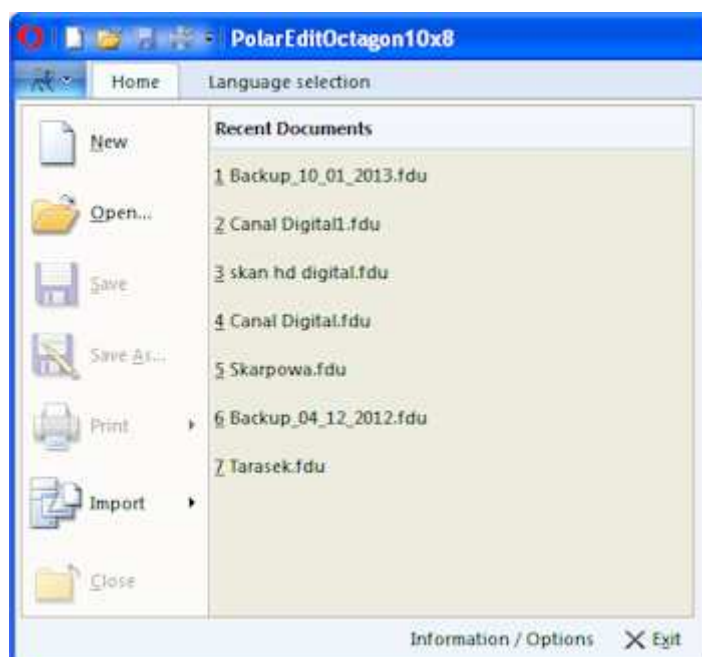 PolarEditOctagon10x8
Home Language selection
New
Open...
Save
Save As...
Print
Import
Close
Recent Documents
1 Backup_10_01_2013.fdu
2 Canal Digital1.fdu
3 skan hd digital.fdu
4 Canal Digital.fdu
5 Skarpowa.fdu
6 Backup_04_12_2012.fdu
7 Tarasek.fdu
Information / Options Exit